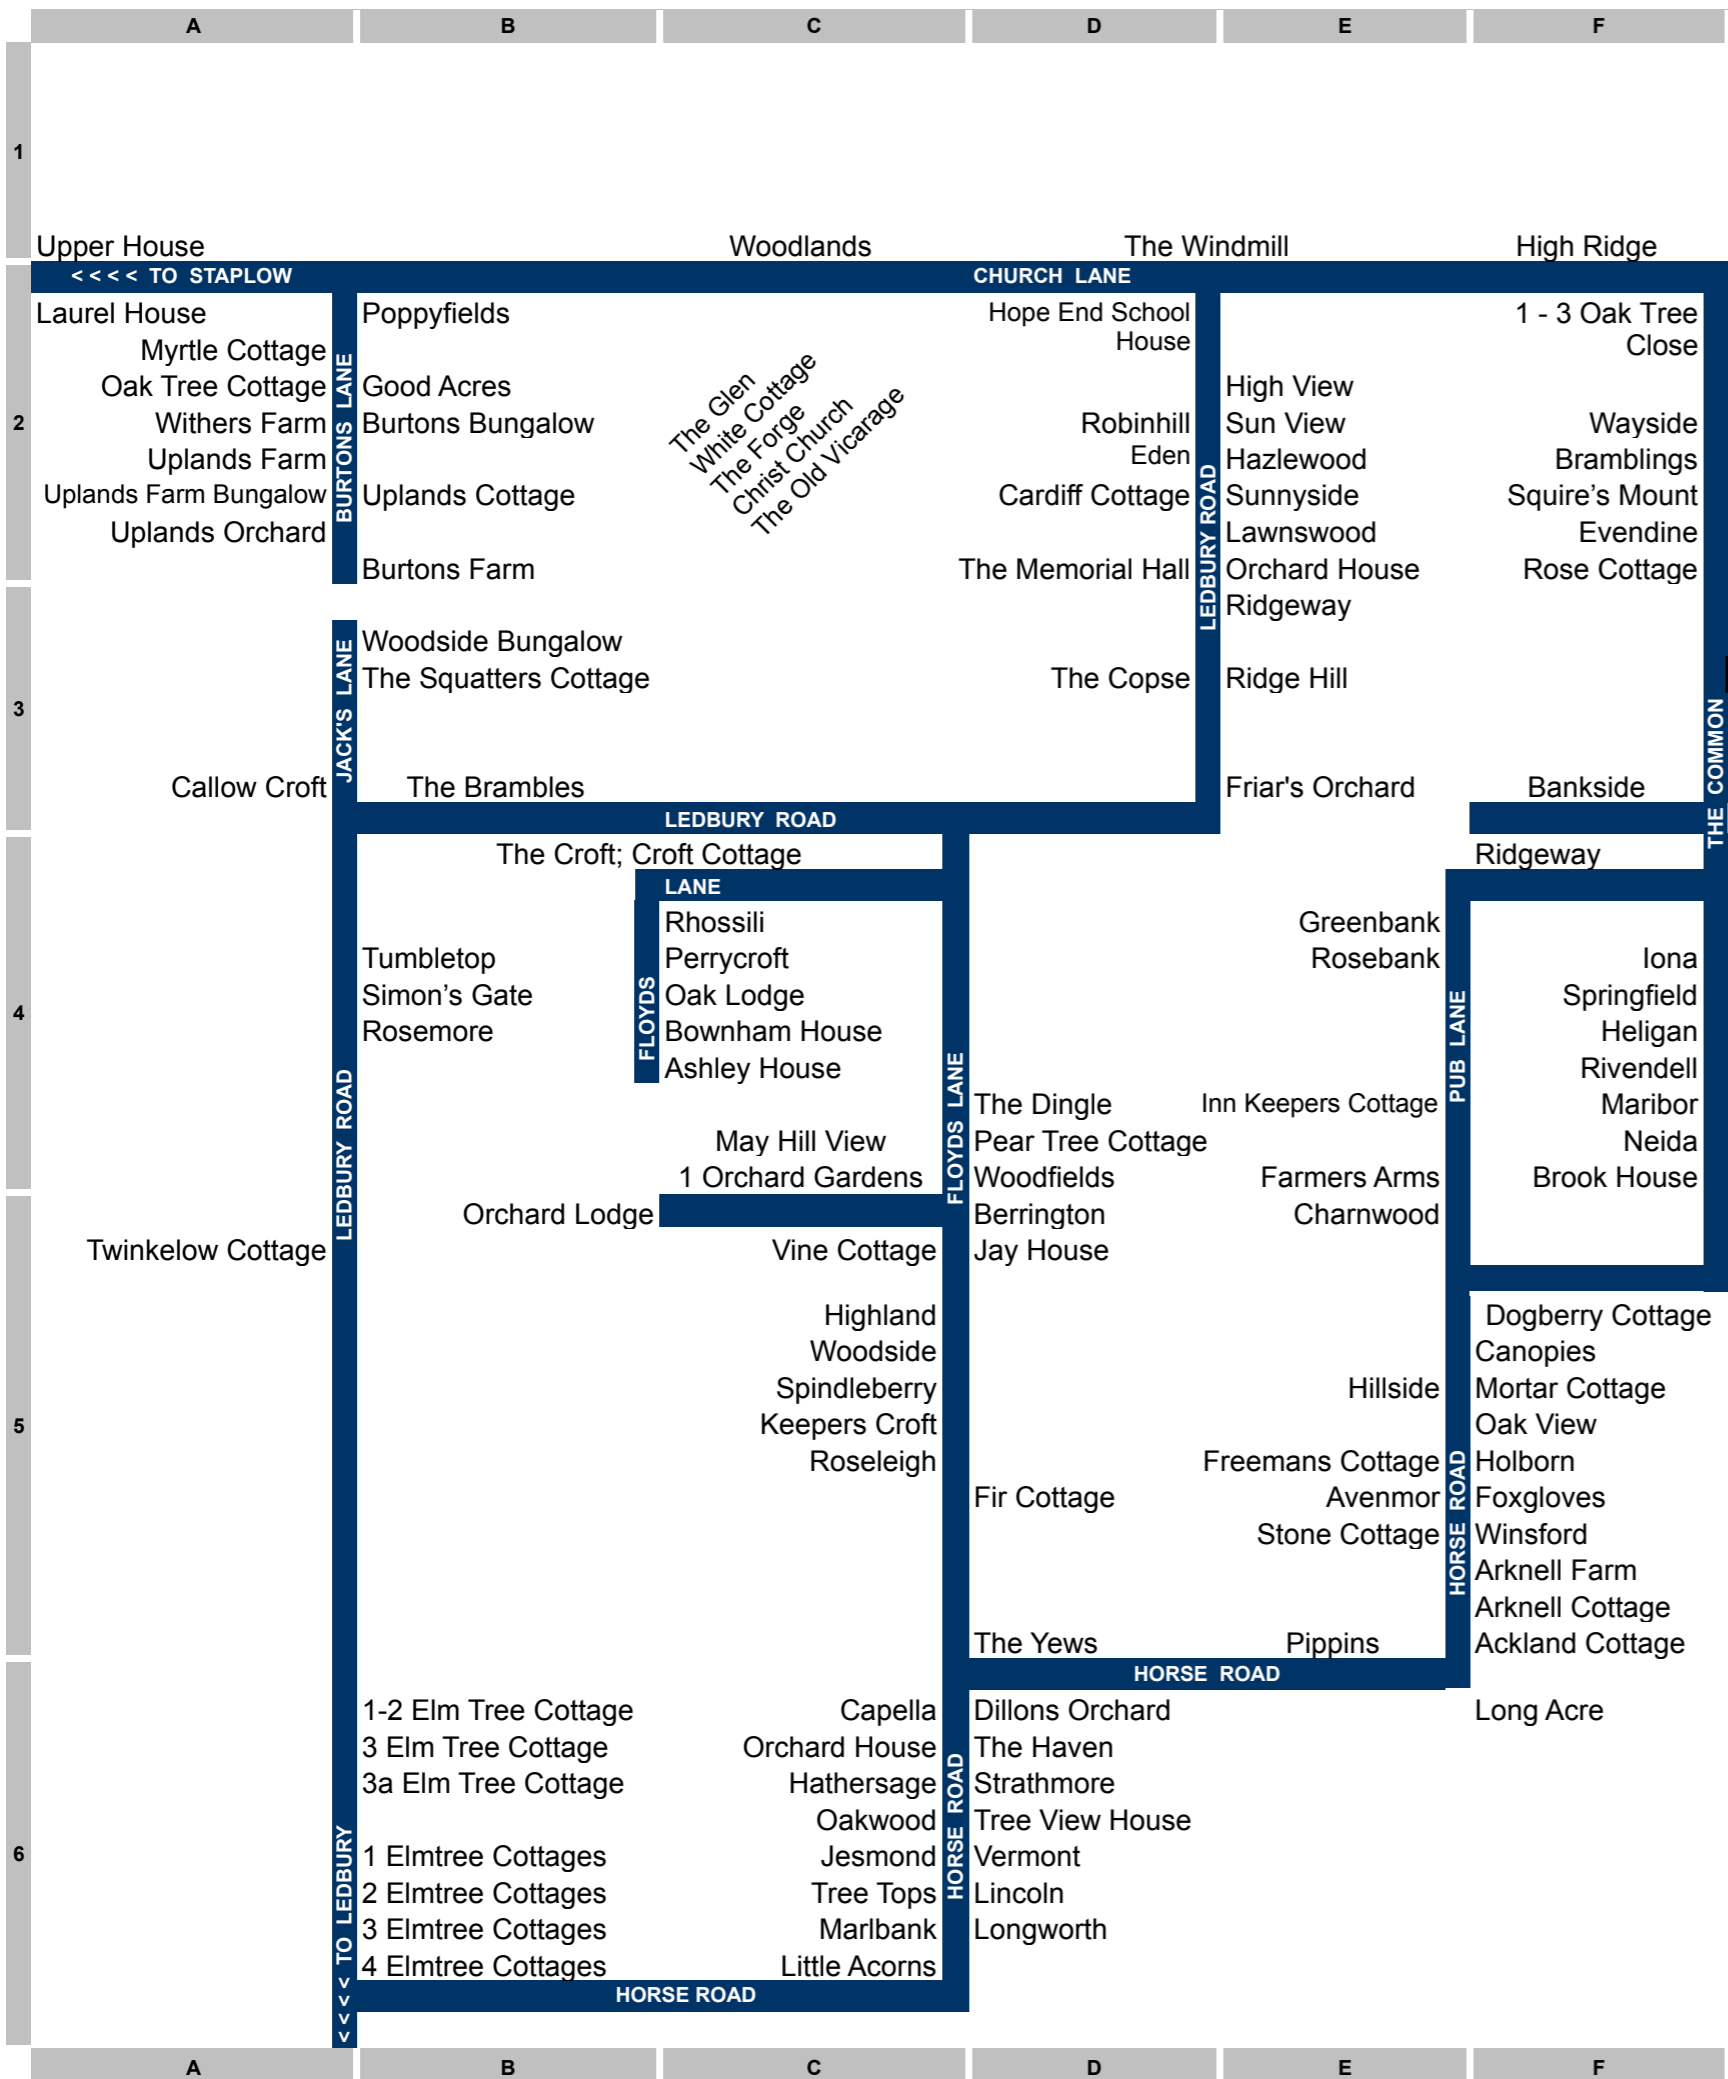 A B C D E F
1
Upper House Woodlands The Windmill High Ridge
< < < < TO STAPLOW CHURCH LANE
Laurel House Poppyfields Hope End School 1 - 3 Oak Tree
Myrtle Cottage House Close
Oak Tree Cottage Good Acres High View
2 Withers Farm Burtons Bungalow Robinhill Sun View Wayside
Uplands Farm Eden Hazlewood Bramblings
Uplands Farm Bungalow Uplands Cottage Cardiff Cottage Sunnyside Squire's Mount
Uplands Orchard Lawnswood Evendine
Burtons Farm The Memorial Hall Orchard House Rose Cottage
BURTONS LANE
The Glen
White Cottage
The Forge
Christ Church
The Old Vicarage
LEDBURY ROAD
Ridgeway
Woodside Bungalow
The Squatters Cottage The Copse Ridge Hill
3
JACK'S LANE
THE COMMON
Callow Croft The Brambles Friar's Orchard Bankside
LEDBURY ROAD
The Croft; Croft Cottage Ridgeway
LANE
Rhossili Greenbank
Tumbletop Perrycroft Rosebank Iona
Simon’s Gate Oak Lodge Springfield
4
FLOYDS
PUB LANE
Rosemore Bownham House Heligan
Ashley House Rivendell
The Dingle Inn Keepers Cottage Maribor
May Hill View Pear Tree Cottage Neida
1 Orchard Gardens Woodfields Farmers Arms Brook House
LEDBURY ROAD
FLOYDS LANE
Orchard Lodge Berrington Charnwood
Twinkelow Cottage Vine Cottage Jay House
Highland Dogberry Cottage
Woodside Canopies
Spindleberry Hillside Mortar Cottage
5 Keepers Croft Oak View
Roseleigh Freemans Cottage Holborn
Fir Cottage Avenmor Foxgloves
Stone Cottage Winsford
HORSE ROAD
Arknell Farm
Arknell Cottage
The Yews Pippins Ackland Cottage
HORSE ROAD
1-2 Elm Tree Cottage Capella Dillons Orchard Long Acre
3 Elm Tree Cottage Orchard House The Haven
3a Elm Tree Cottage Hathersage Strathmore
Oakwood Tree View House
6 1 Elmtree Cottages Jesmond Vermont
2 Elmtree Cottages Tree Tops Lincoln
3 Elmtree Cottages Marlbank Longworth
4 Elmtree Cottages Little Acorns
HORSE ROAD
< < < < TO LEDBURY
HORSE ROAD
A B C D E F